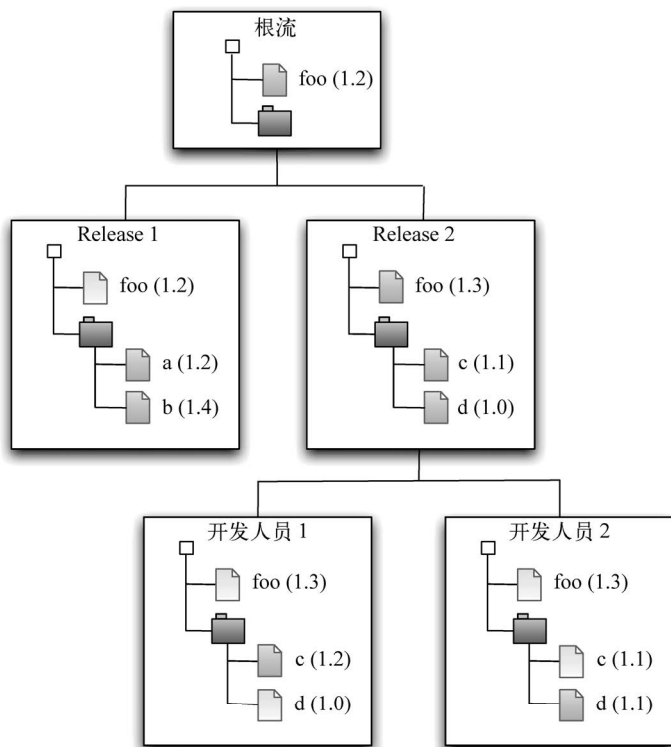 根流
foo (1.2)
Release 1
foo (1.2)
a (1.2)
b (1.4)
Release 2
foo (1.3)
c (1.1)
d (1.0)
开发人员 1
foo (1.3)
c (1.2)
d (1.0)
开发人员 2
foo (1.3)
c (1.1)
d (1.1)